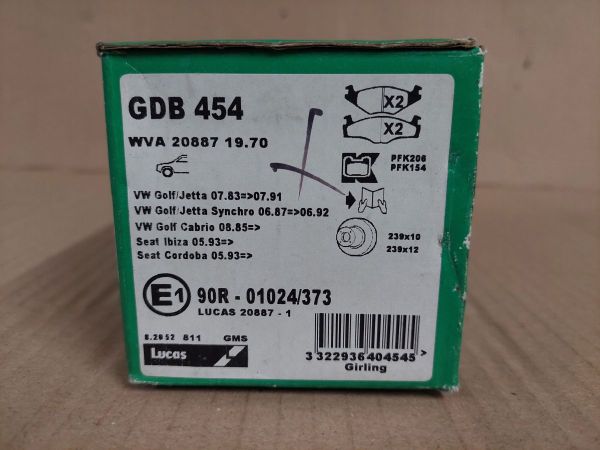 GDB 454
X2
X2
WVA 20887 19.70
PFK206
PFK154
VW Golf/Jetta 07.83=>07.91
VW Golf/Jetta Synchro 06.87=>06.92
VW Golf Cabrio 08.85=>
Seat Ibiza 05.93=>
Seat Cordoba 05.93=>
239x10
239x12
E1 90R - 01024/373
LUCAS 20887 - 1
8.2052 811 GMS
Lucas
3 322936 404545 >
Girling